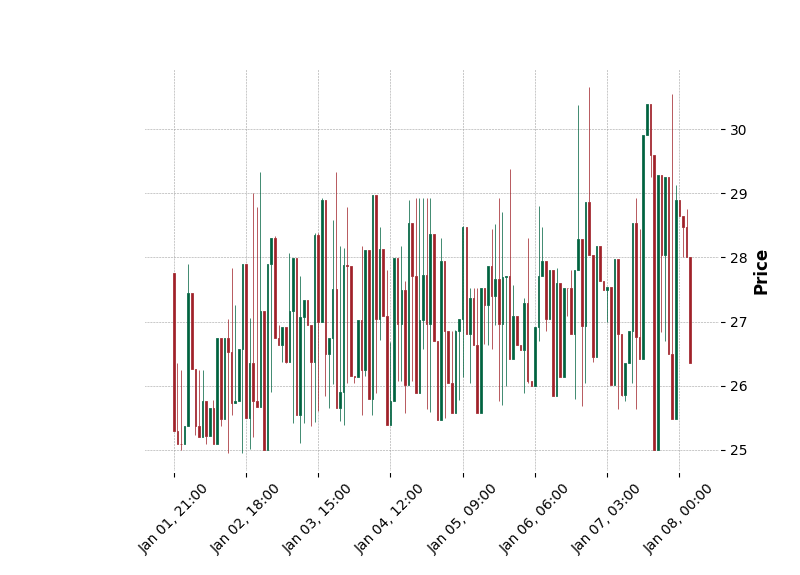 30
29
28
27
26
25
Price
Jan 01, 21:00
Jan 02, 18:00
Jan 03, 15:00
Jan 04, 12:00
Jan 05, 09:00
Jan 06, 06:00
Jan 07, 03:00
Jan 08, 00:00